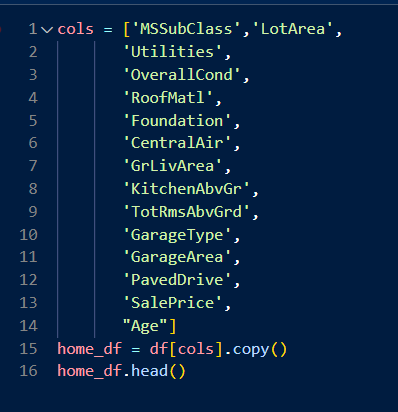 1 cols = ['MSSubClass','LotArea',
2 'Utilities',
3 'OverallCond',
4 'RoofMatl',
5 'Foundation',
6 'CentralAir',
7 'GrLivArea',
8 'KitchenAbvGr',
9 'TotRmsAbvGrd',
10 'GarageType',
11 'GarageArea',
12 'PavedDrive',
13 'SalePrice',
14 "Age"]
15 home_df = df[cols].copy()
16 home_df.head()